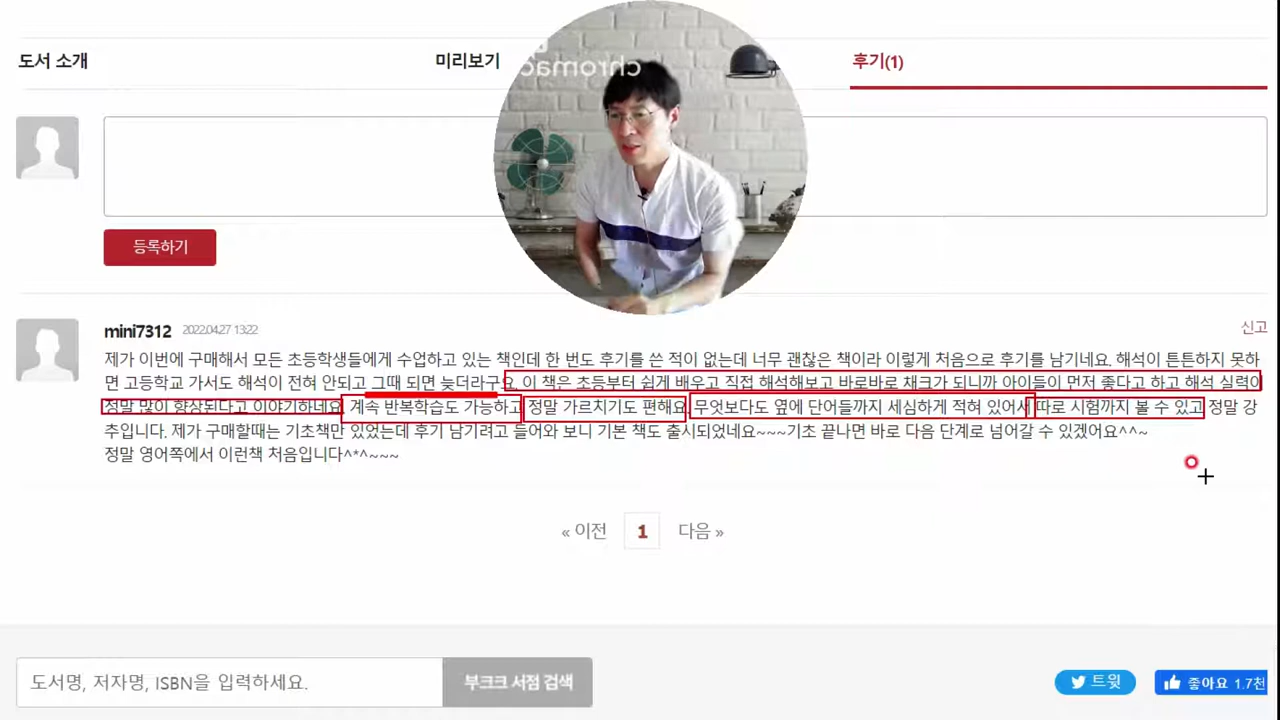 도서 소개
미리보기
후기(1)
chromac
등록하기
mini7312 2022.04.27 13:22
신고
제가 이번에 구매해서 모든 초등학생들에게 수업하고 있는 책인데 한 번도 후기를 쓴 적이 없는데 너무 괜찮은 책이라 이렇게 처음으로 후기를 남기네요. 해석이 튼튼하지 못하
면 고등학교 가서도 해석이 전혀 안되고 그때 되면 늦더라구요. 이 책은 초등부터 쉽게 배우고 직접 해석해보고 바로바로 채크가 되니까 아이들이 먼저 좋다고 하고 해석 실력이
정말 많이 향상된다고 이야기하네요. 계속 반복학습도 가능하고 정말 가르치기도 편해요. 무엇보다도 옆에 단어들까지 세심하게 적혀 있어서 따로 시험까지 볼 수 있고 정말 강
추입니다. 제가 구매할때는 기초책만 있었는데 후기 남기려고 들어와 보니 기본 책도 출시되었네요~~~기초 끝나면 바로 다음 단계로 넘어갈 수 있겠어요^^~
정말 영어쪽에서 이런책 처음입니다^*^~~~
« 이전 1 다음 »
도서명, 저자명, ISBN을 입력하세요.
부크크 서점 검색
트윗
좋아요 1.7천